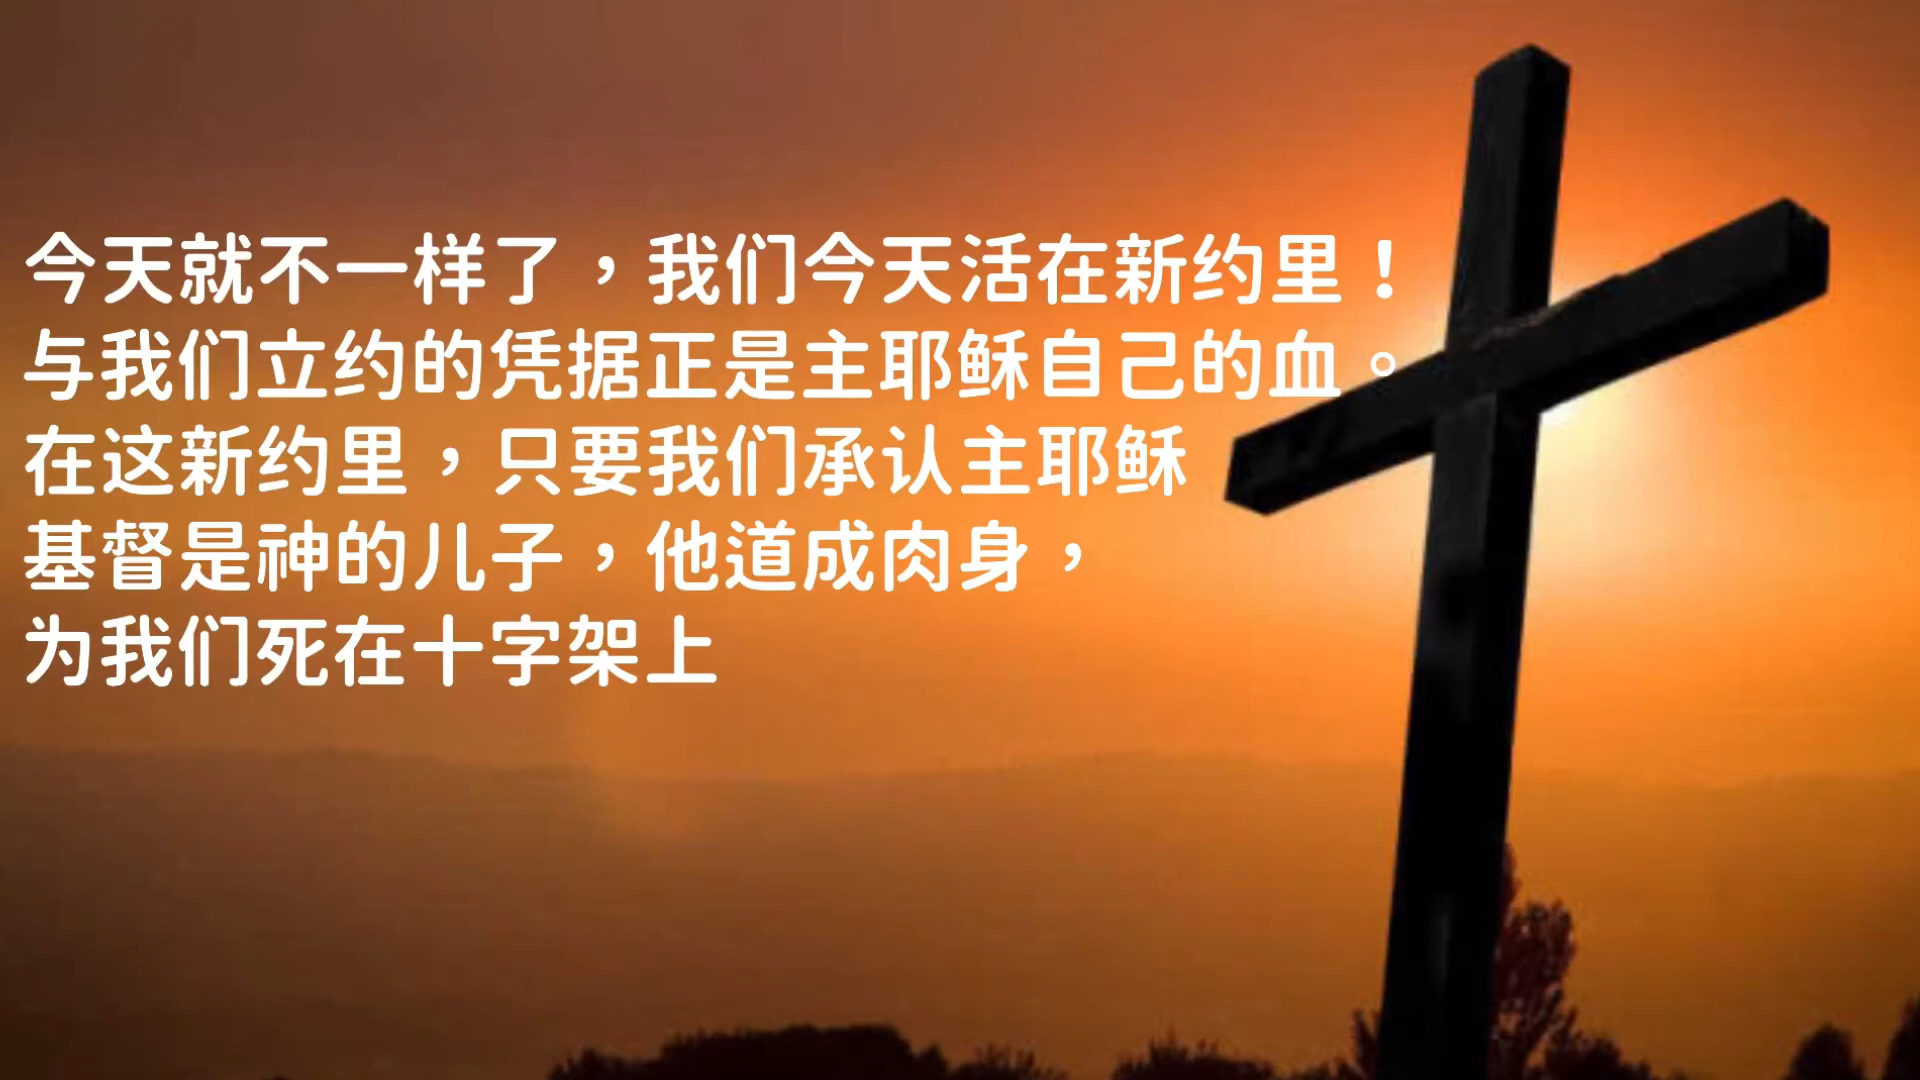 今天就不一样了，我们今天活在新约里！
与我们立约的凭据正是主耶稣自己的血。
在这新约里，只要我们承认主耶稣
基督是神的儿子，他道成肉身，
为我们死在十字架上